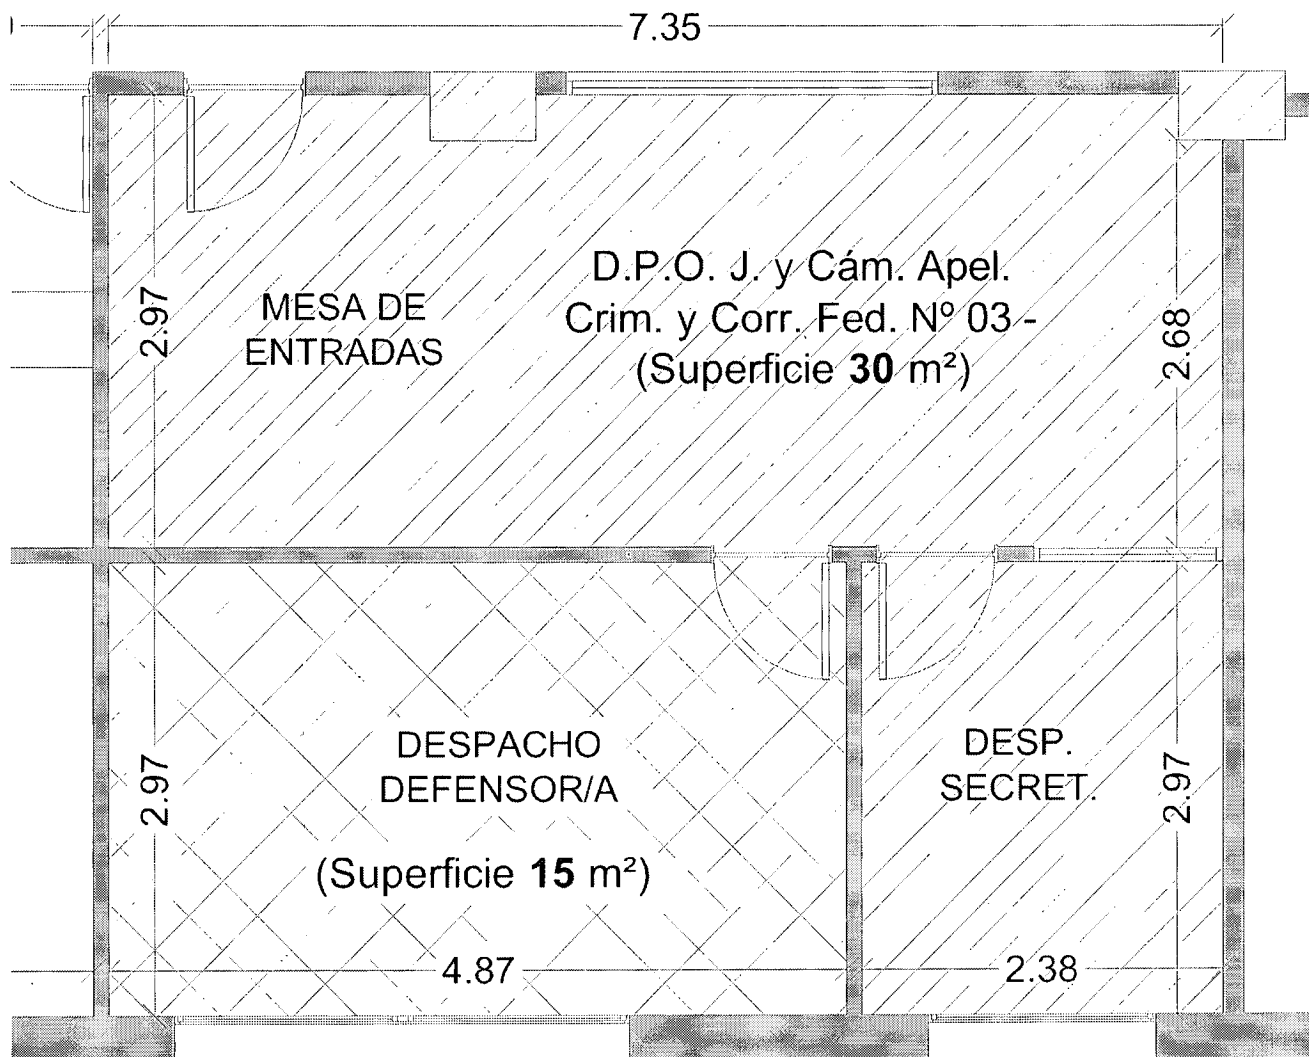 7.35
D.P.O. J. y Cám. Apel.
Crim. y Corr. Fed. Nº 03 -
(Superficie 30 m²)
MESA DE
ENTRADAS
2.97
2.68
DESPACHO
DEFENSOR/A
(Superficie 15 m²)
DESP.
SECRET.
2.97
2.97
4.87
2.38